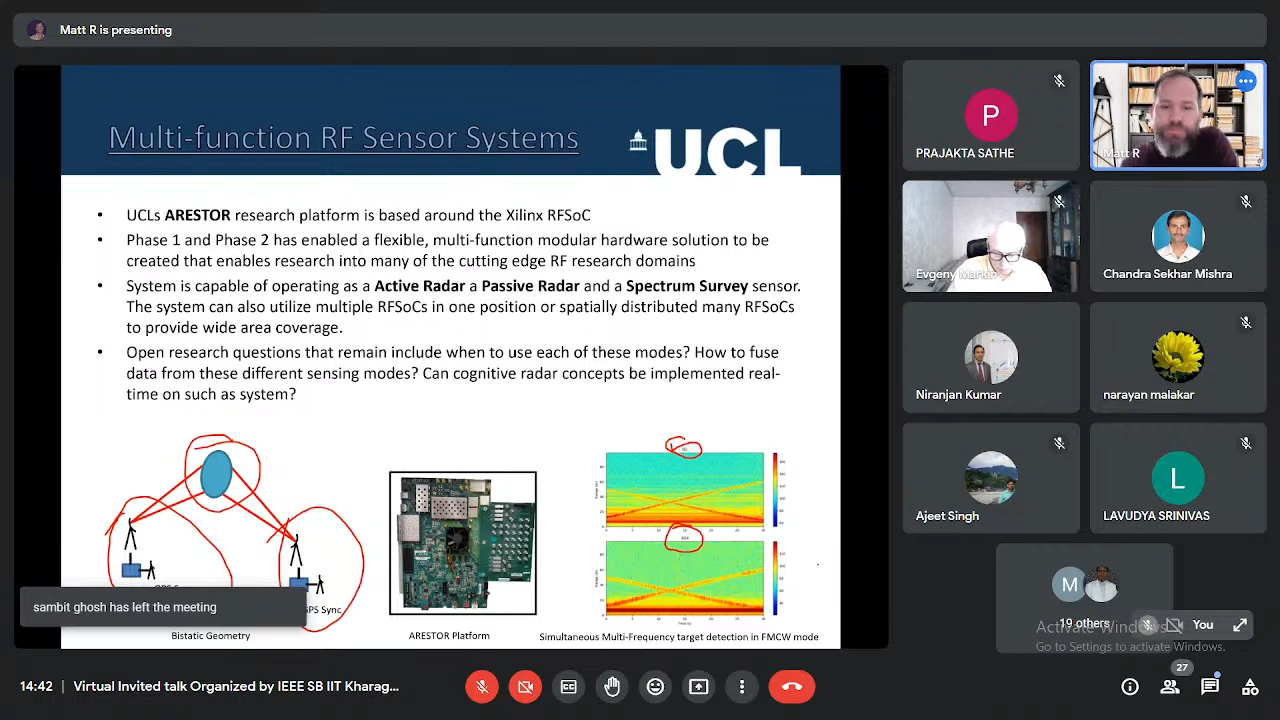 Matt R is presenting
Multi-function RF Sensor Systems
UCL
• UCLs ARESTOR research platform is based around the Xilinx RFSoC
• Phase 1 and Phase 2 has enabled a flexible, multi-function modular hardware solution to be
created that enables research into many of the cutting edge RF research domains
• System is capable of operating as a Active Radar a Passive Radar and a Spectrum Survey sensor.
The system can also utilize multiple RFSoCs in one position or spatially distributed many RFSoCs
to provide wide area coverage.
• Open research questions that remain include when to use each of these modes? How to fuse
data from these different sensing modes? Can cognitive radar concepts be implemented real-
time on such as system?
GPS Sync
Bistatic Geometry
ARESTOR Platform
Simultaneous Multi-Frequency target detection in FMCW mode
sambit ghosh has left the meeting
P
PRAJAKTA SATHE
Matt R
Evgeny Markin
Chandra Sekhar Mishra
Niranjan Kumar
narayan malakar
Ajeet Singh
L
LAVUDYA SRINIVAS
M
19 others
You
Activate Windows
Go to Settings to activate Windows.
14:42 | Virtual Invited talk Organized by IEEE SB IIT Kharag...
27